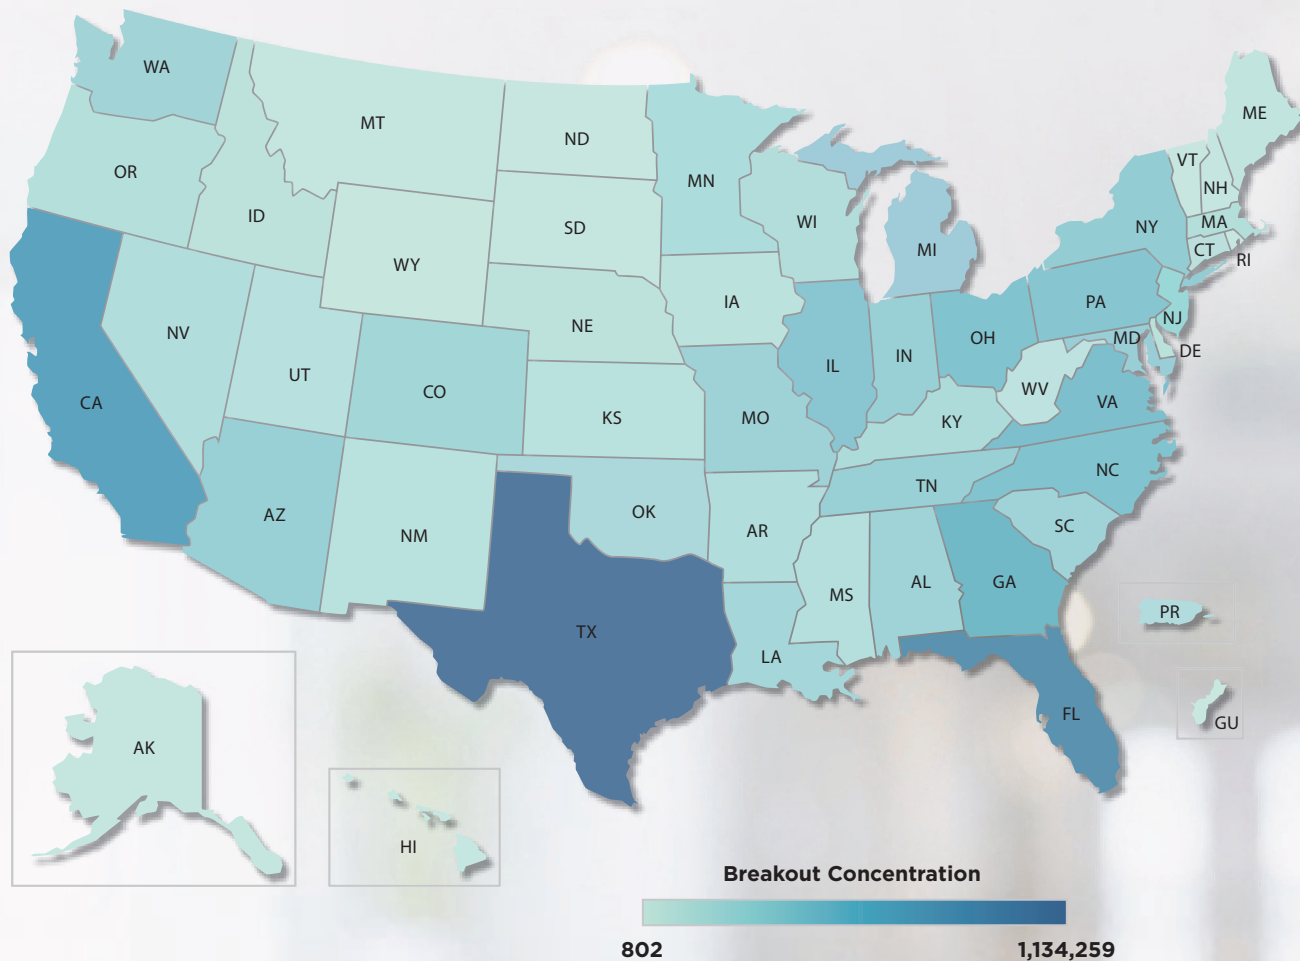 WA
MT
ND
ME
OR
MN
VT
NH
ID
SD
WI
NY
MA
MI
CT
RI
WY
IA
PA
NE
NJ
NV
OH
MD
DE
IN
UT
IL
CO
WV
CA
KS
MO
KY
VA
NC
TN
AZ
OK
SC
NM
AR
GA
AL
MS
PR
TX
LA
FL
GU
AK
HI
Breakout Concentration
802 1,134,259